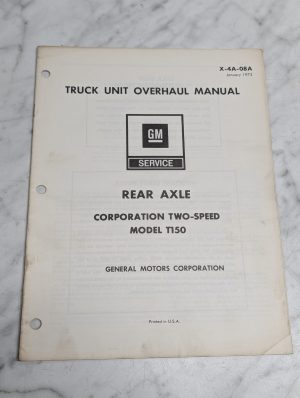 X-4A-08A
January 1973
TRUCK UNIT OVERHAUL MANUAL
GM
SERVICE
REAR AXLE
CORPORATION TWO-SPEED
MODEL T150
GENERAL MOTORS CORPORATION
Printed in U.S.A.